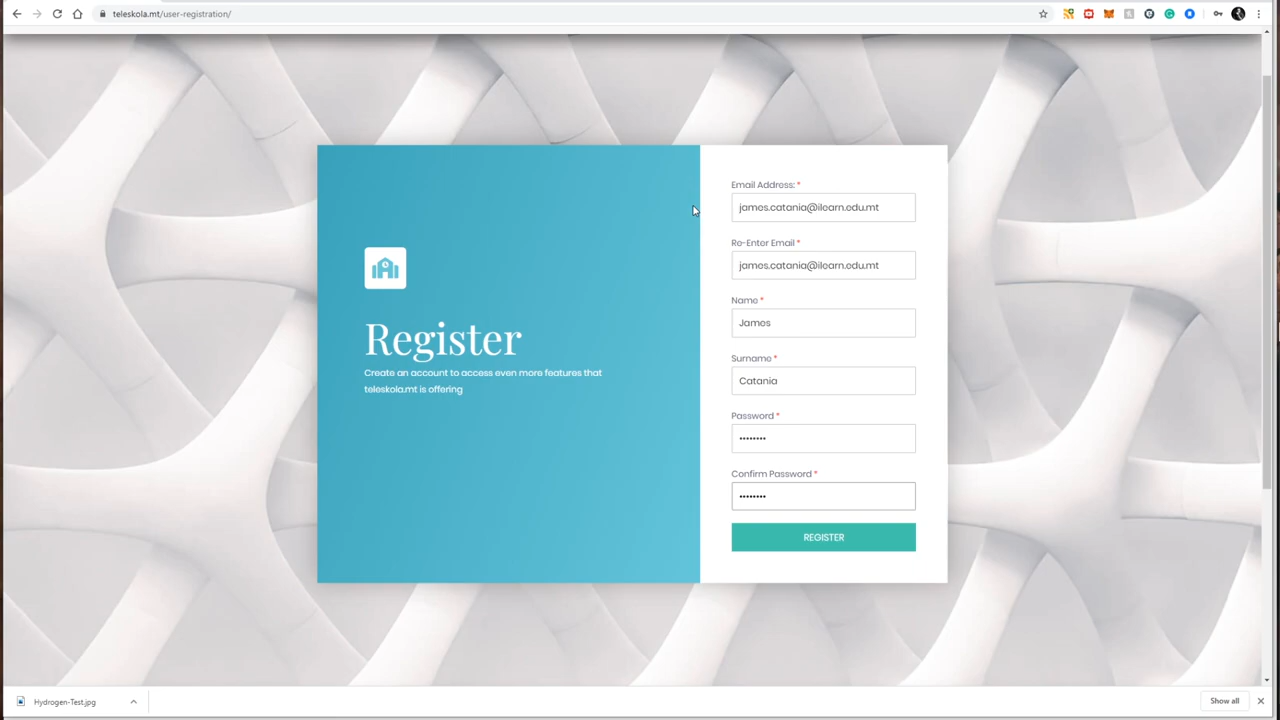 teleskola.mt/user-registration/
Email Address: *
james.catania@ilearn.edu.mt
Re-Enter Email *
james.catania@ilearn.edu.mt
Name *
James
Register
Surname *
Create an account to access even more features that
teleskola.mt is offering
Catania
Password *
••••••••
Confirm Password *
••••••••
REGISTER
Hydrogen-Test.jpg
Show all